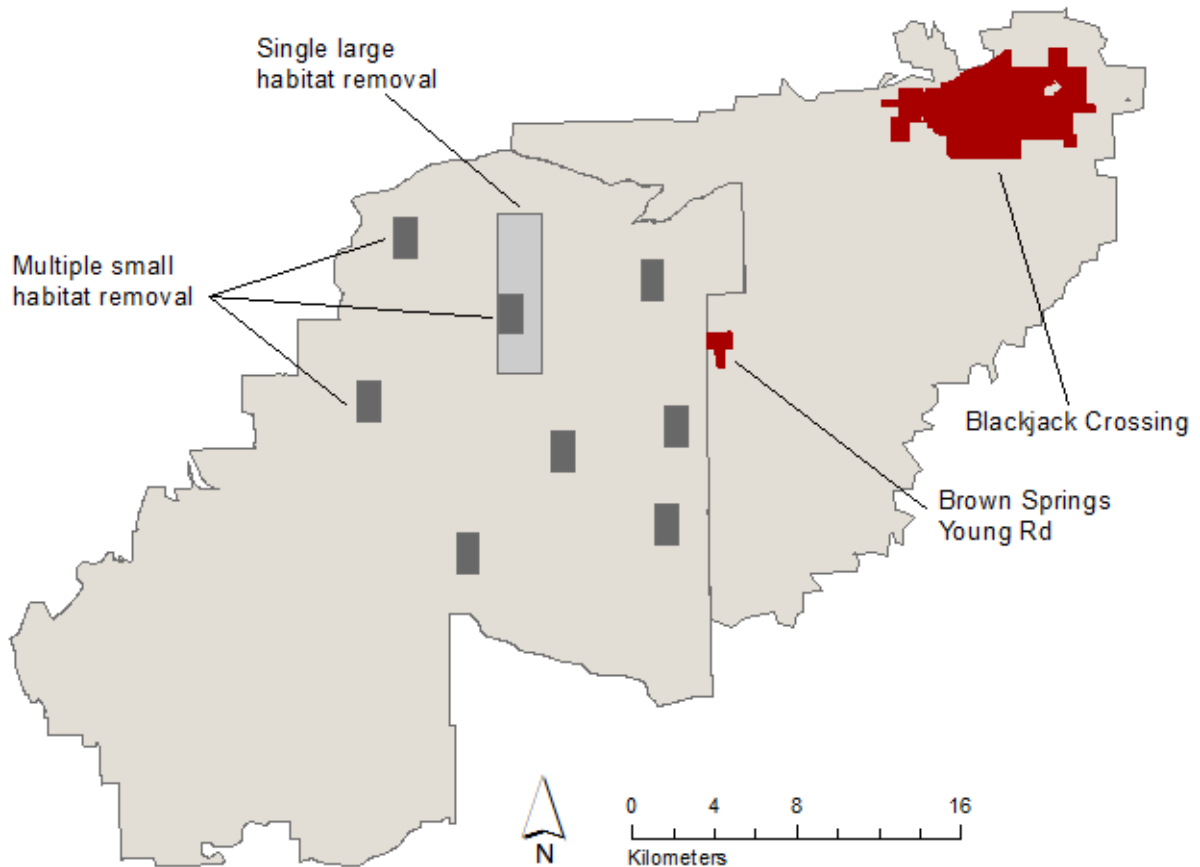 Single large
habitat removal
Multiple small
habitat removal
Blackjack Crossing
Brown Springs
Young Rd
N
0 4 8 16
Kilometers